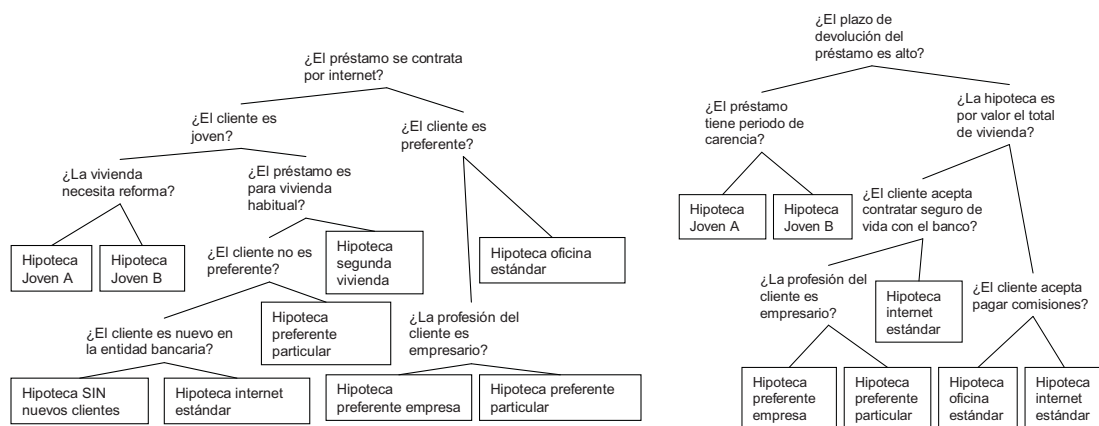 ¿El préstamo se contrata
por internet?
¿El cliente es
joven?
¿El cliente es
preferente?
¿La vivienda
necesita reforma?
¿El préstamo es
para vivienda
habitual?
Hipoteca
Joven A
Hipoteca
Joven B
¿El cliente no es
preferente?
Hipoteca
segunda
vivienda
Hipoteca oficina
estándar
¿El cliente es nuevo en
la entidad bancaria?
Hipoteca
preferente
particular
¿La profesión del
cliente es
empresario?
Hipoteca SIN
nuevos clientes
Hipoteca internet
estándar
Hipoteca
preferente empresa
Hipoteca preferente
particular
¿El plazo de
devolución del
préstamo es alto?
¿El préstamo
tiene periodo de
carencia?
¿La hipoteca es
por valor el total
de vivienda?
Hipoteca
Joven A
Hipoteca
Joven B
¿El cliente acepta
contratar seguro de
vida con el banco?
¿La profesión del
cliente es
empresario?
Hipoteca
internet
estándar
¿El cliente acepta
pagar comisiones?
Hipoteca
preferente
empresa
Hipoteca
preferente
particular
Hipoteca
oficina
estándar
Hipoteca
internet
estándar